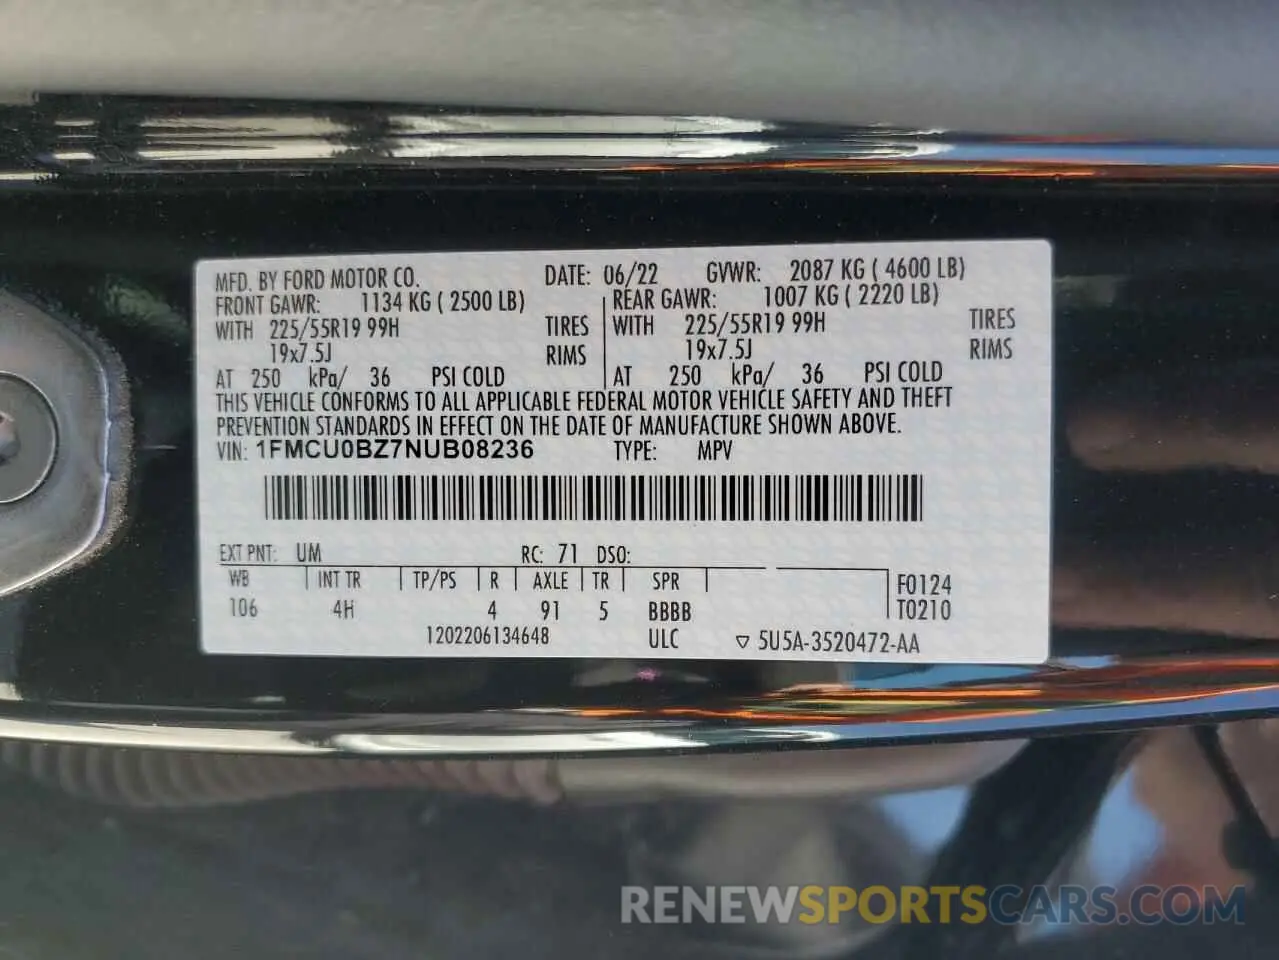 MFD. BY FORD MOTOR CO. DATE: 06/22 GVWR: 2087 KG ( 4600 LB)
FRONT GAWR: 1134 KG ( 2500 LB) REAR GAWR: 1007 KG ( 2220 LB)
WITH 225/55R19 99H TIRES WITH 225/55R19 99H TIRES
19x7.5J RIMS 19x7.5J RIMS
AT 250 kPa/ 36 PSI COLD AT 250 kPa/ 36 PSI COLD
THIS VEHICLE CONFORMS TO ALL APPLICABLE FEDERAL MOTOR VEHICLE SAFETY AND THEFT
PREVENTION STANDARDS IN EFFECT ON THE DATE OF MANUFACTURE SHOWN ABOVE.
VIN: 1FMCU0BZ7NUB08236 TYPE: MPV
EXT PNT: UM RC: 71 DSO:
WB INT TR TP/PS R AXLE TR SPR F0124
106 4H 4 91 5 BBBB T0210
1202206134648 ULC ▽ 5U5A-3520472-AA
RENEWSPORTSCARS.COM